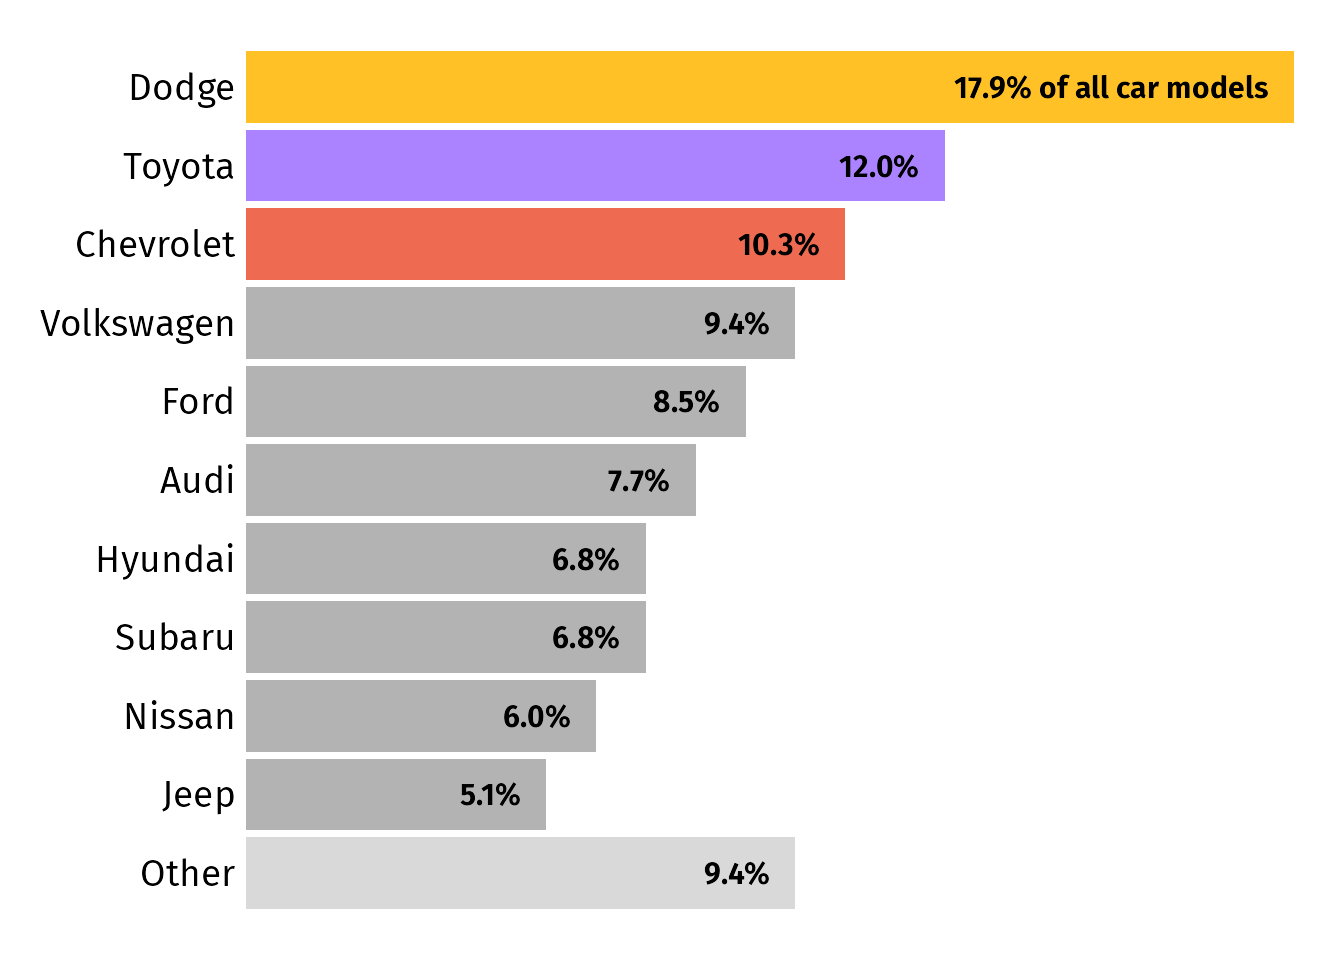 Dodge 17.9% of all car models
Toyota 12.0%
Chevrolet 10.3%
Volkswagen 9.4%
Ford 8.5%
Audi 7.7%
Hyundai 6.8%
Subaru 6.8%
Nissan 6.0%
Jeep 5.1%
Other 9.4%